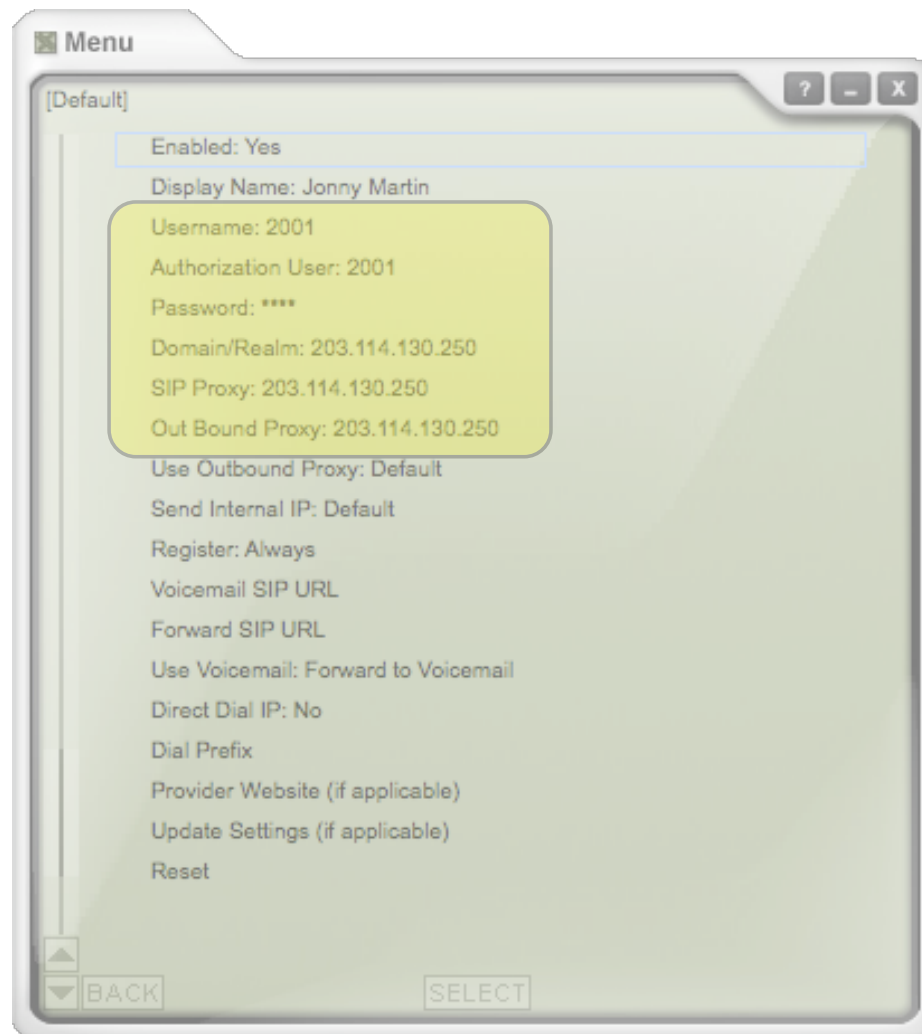 Menu
? – X
[Default]
Enabled: Yes
Display Name: Jonny Martin
Username: 2001
Authorization User: 2001
Password: ****
Domain/Realm: 203.114.130.250
SIP Proxy: 203.114.130.250
Out Bound Proxy: 203.114.130.250
Use Outbound Proxy: Default
Send Internal IP: Default
Register: Always
Voicemail SIP URL
Forward SIP URL
Use Voicemail: Forward to Voicemail
Direct Dial IP: No
Dial Prefix
Provider Website (if applicable)
Update Settings (if applicable)
Reset
BACK SELECT